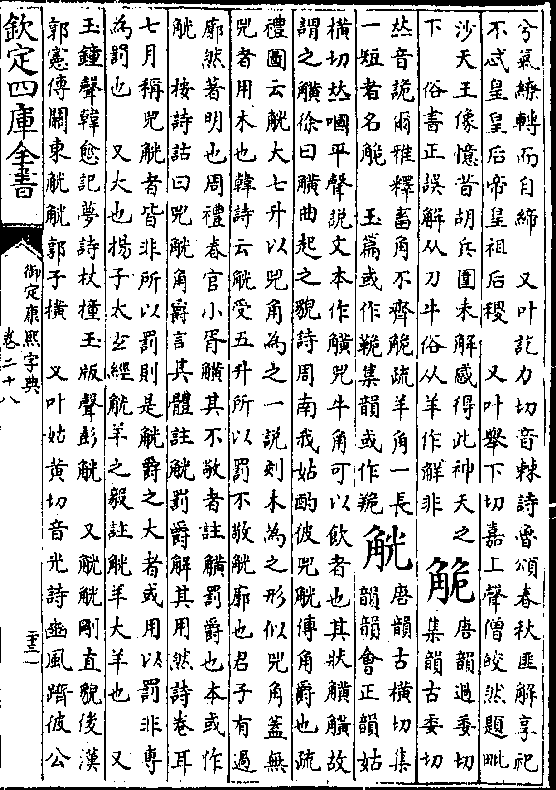 兮氣繚轉而自締　又叶訖力切音棘詩魯頌春秋匪解享祀
不忒皇皇后帝皇祖后稷　又叶舉下切嘉上聲僧皎然題毗
沙天王像憶昔胡兵圍未解感得此神天之
下　俗書正誤解从刀牛俗从羊作觧非
觤
唐韻過委切
集韻古委切
𠀤音詭爾雅釋畜角不齊觤疏羊角一長
一短者名觤　玉篇或作䩬集韻或作䍯
觥
唐韻古橫切集
韻韻會正韻姑
橫切𠀤嘓平聲說文本作觵兕牛角可以飲者也其狀觵觵故
謂之觵徐曰觵曲起之貌詩周南我姑酌彼兕觥傳角爵也疏
禮圖云觥大七升以兕角為之一說刻木為之形似兕角蓋無
兕者用木也韓詩云觥受五升所以罰不敬觥廓也君子有過
廓然著明也周禮春官小胥觵其不敬者註觵罰爵也本或作
觥　按詩詁曰兕觥角爵言其體註觥罰爵解其用然詩卷耳
七月稱兕觥者皆非所以罰則是觥爵之大者或用以罰非專
為罰也　又大也揚子太𤣥經觥羊之毅註觥羊大羊也　又
玉鐘聲韓愈記夢詩杖撞玉版聲彭觥　又觥觥剛直貌後漢
郭憲傳關東觥觥郭子橫　又叶姑黃切音光詩豳風躋彼公
欽定四庫全書
御定康熙字典
卷二十八